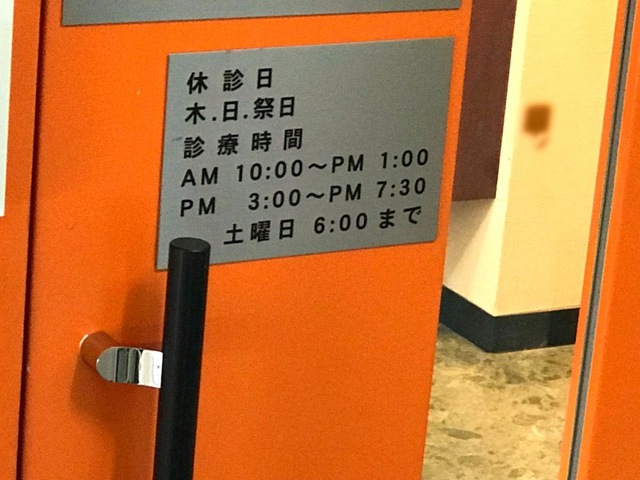 休診日
木.日.祭日
診療時間
AM 10:00～PM 1:00
PM 3:00～PM 7:30
土曜日 6:00まで